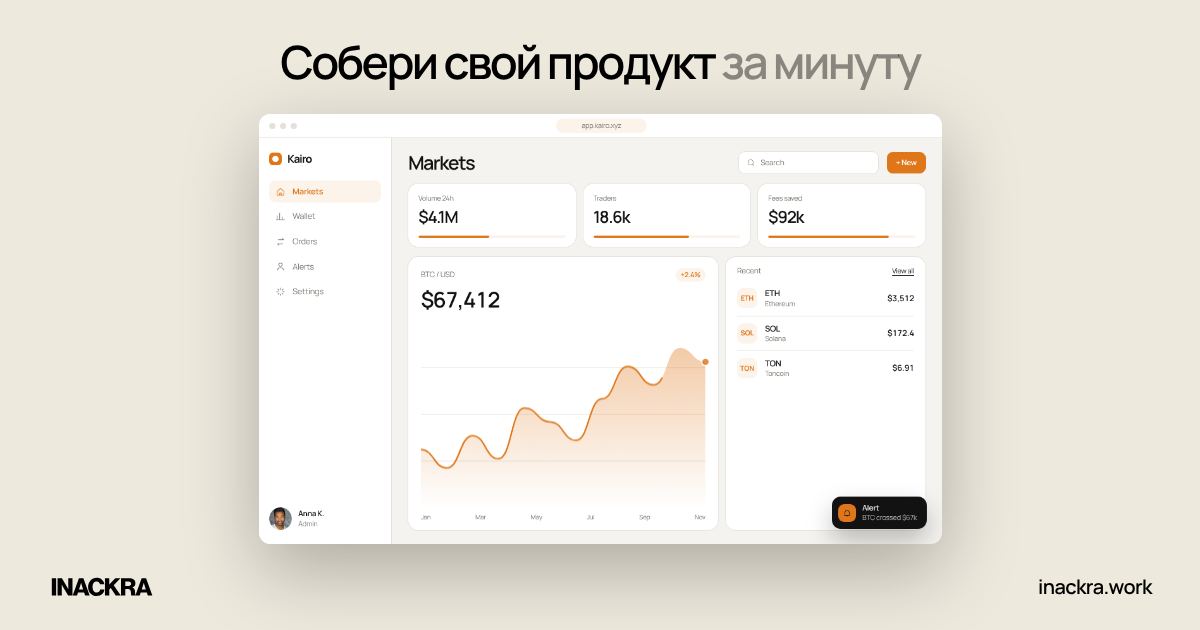 Собери свой продукт за минуту
app.kairo.xyz
Kairo
Markets
Wallet
Orders
Alerts
Settings
Anna K.
Admin
Markets
Search
+ New
Volume 24h
$4.1M
Traders
18.6k
Fees saved
$92k
BTC / USD
+2.4%
$67,412
Jan Mar May Jul Sep Nov
Recent
View all
ETH
ETH
Ethereum
$3,512
SOL
SOL
Solana
$172.4
TON
TON
Toncoin
$6.91
Alert
BTC crossed $67k
INACKRA
inackra.work